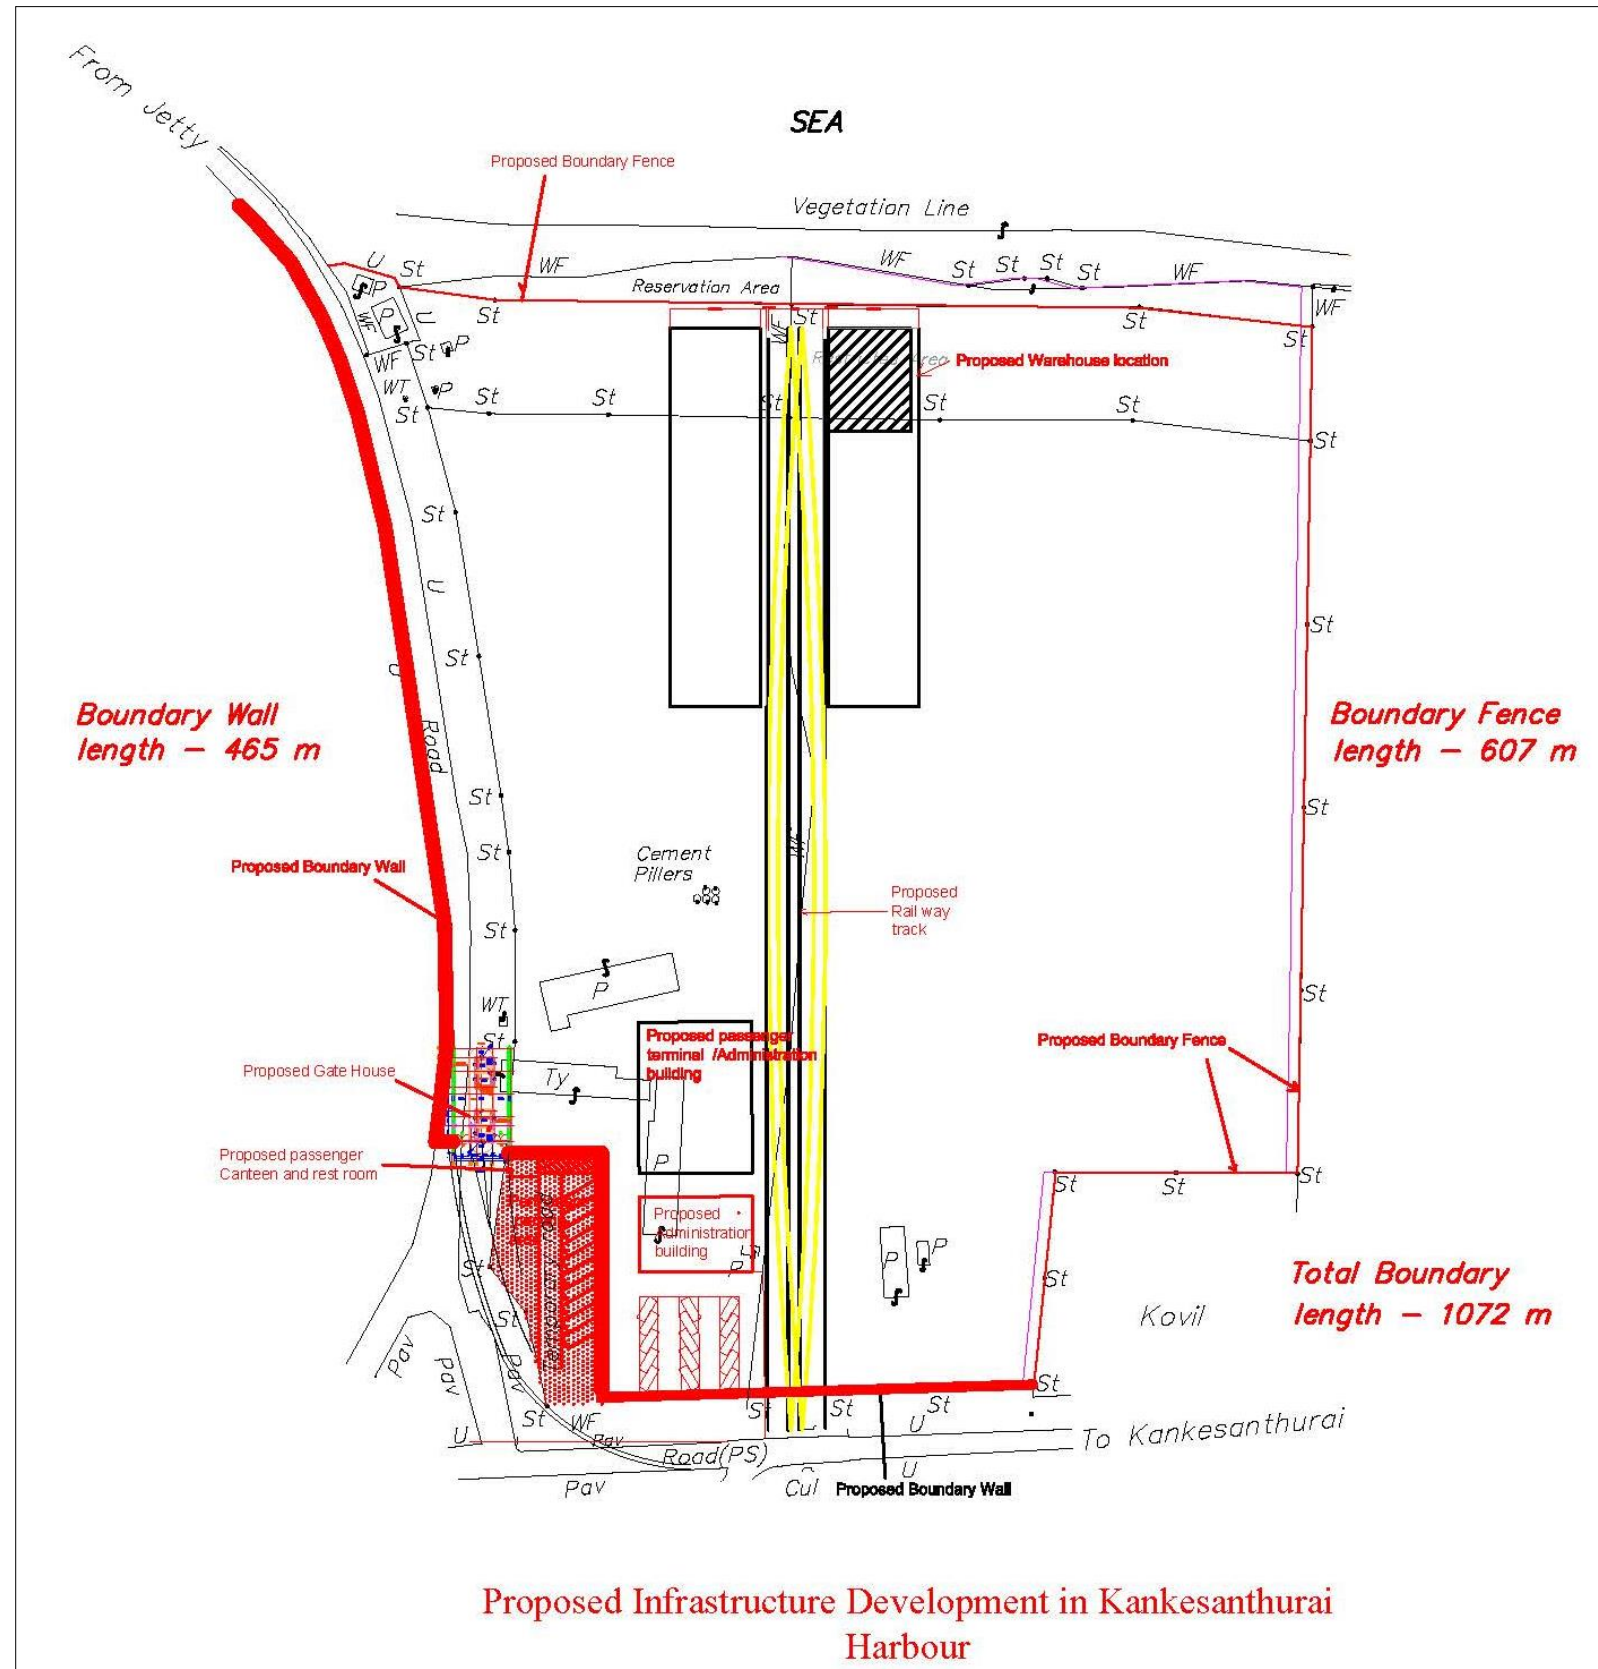 From Jetty
SEA
Proposed Boundary Fence
Vegetation Line
U
St
WF
WF
St
St
St
St
WF
P
Reservation Area
WF
St
St
St
St
P
U
WF
WF
WF
St
P
Proposed Warehouse location
WT
P
St
St
St
St
St
St
St
St
U
St
St
U
Boundary Wall
length – 465 m
Road
Boundary Fence
length – 607 m
St
St
St
Cement
Pillers
WF
Proposed Boundary Wall
Proposed
Rail way
track
St
P
St
WT
St
Proposed passenger
terminal /Administration
building
Proposed Boundary Fence
Proposed Gate House
Ty
Proposed passenger
Canteen and rest room
P
St
St
St
Proposed
Administration
building
P
P
P
St
St
Total Boundary
length – 1072 m
Kovil
St
Pav
Pav
Pav
St
St
WF
St
St
St
U
U
Pav
Road(PS)
To Kankesanthurai
Pav
Cul
U
Proposed Boundary Wall
Proposed Infrastructure Development in Kankesanthurai
Harbour